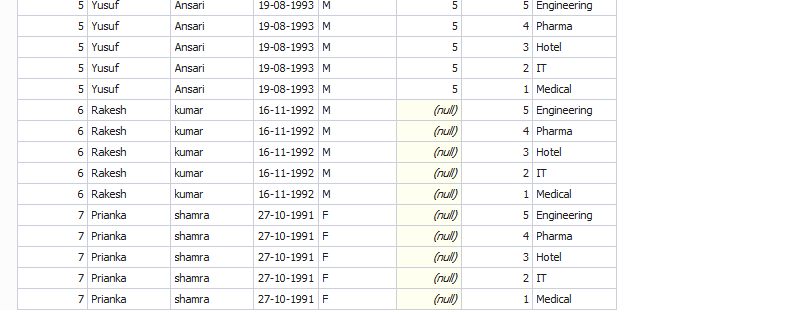 5 Yusuf Ansari 19-08-1993 M 5 5 Engineering
5 Yusuf Ansari 19-08-1993 M 5 4 Pharma
5 Yusuf Ansari 19-08-1993 M 5 3 Hotel
5 Yusuf Ansari 19-08-1993 M 5 2 IT
5 Yusuf Ansari 19-08-1993 M 5 1 Medical
6 Rakesh kumar 16-11-1992 M (null) 5 Engineering
6 Rakesh kumar 16-11-1992 M (null) 4 Pharma
6 Rakesh kumar 16-11-1992 M (null) 3 Hotel
6 Rakesh kumar 16-11-1992 M (null) 2 IT
6 Rakesh kumar 16-11-1992 M (null) 1 Medical
7 Prianka shamra 27-10-1991 F (null) 5 Engineering
7 Prianka shamra 27-10-1991 F (null) 4 Pharma
7 Prianka shamra 27-10-1991 F (null) 3 Hotel
7 Prianka shamra 27-10-1991 F (null) 2 IT
7 Prianka shamra 27-10-1991 F (null) 1 Medical